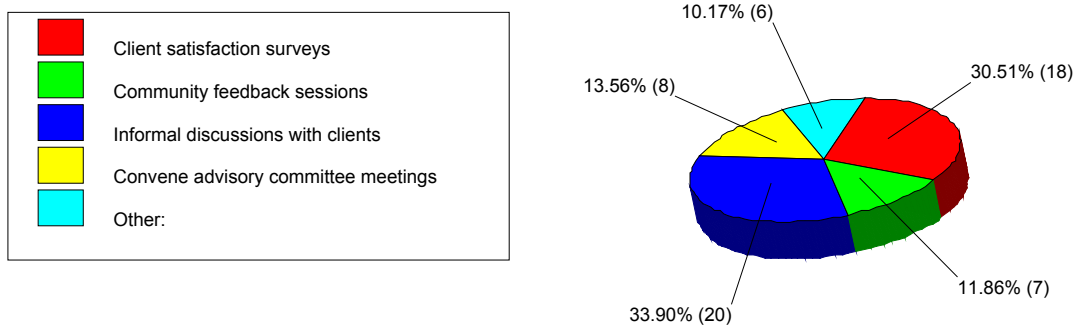 Client satisfaction surveys
Community feedback sessions
Informal discussions with clients
Convene advisory committee meetings
Other:
10.17% (6)
30.51% (18)
13.56% (8)
11.86% (7)
33.90% (20)